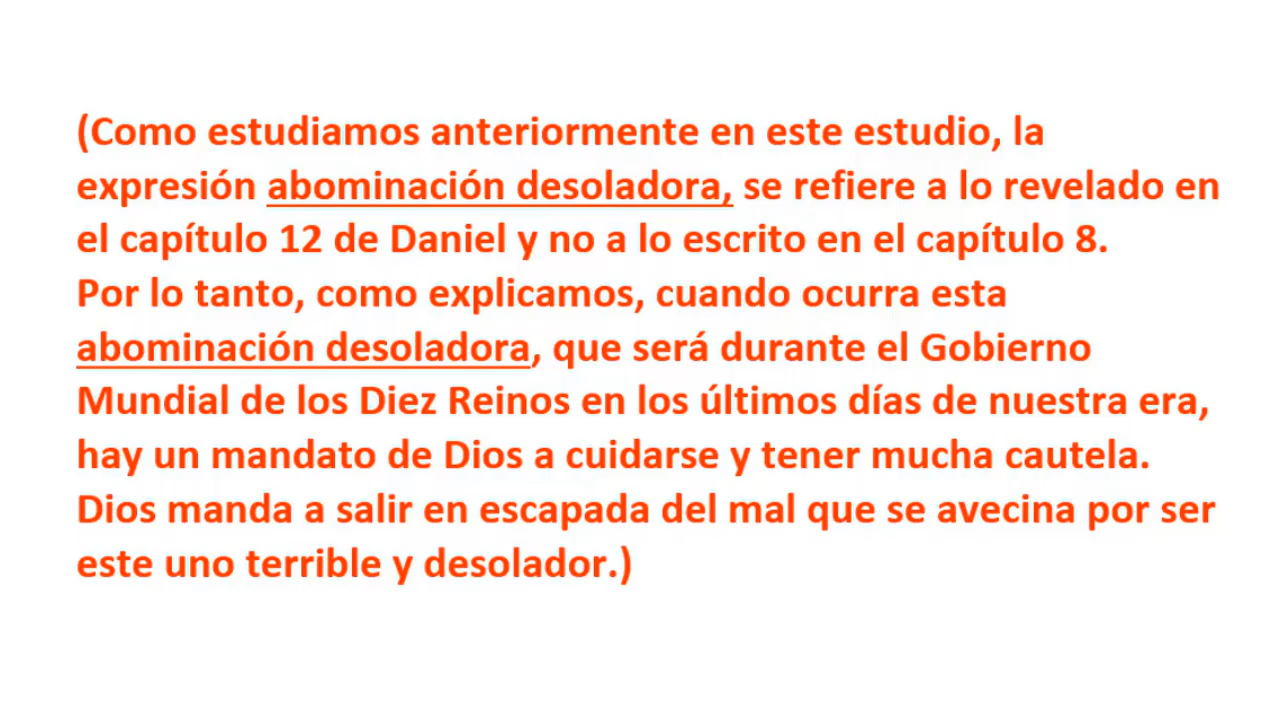 (Como estudiamos anteriormente en este estudio, la
expresión abominación desoladora, se refiere a lo revelado en
el capítulo 12 de Daniel y no a lo escrito en el capítulo 8.
Por lo tanto, como explicamos, cuando ocurra esta
abominación desoladora, que será durante el Gobierno
Mundial de los Diez Reinos en los últimos días de nuestra era,
hay un mandato de Dios a cuidarse y tener mucha cautela.
Dios manda a salir en escapada del mal que se avecina por ser
este uno terrible y desolador.)